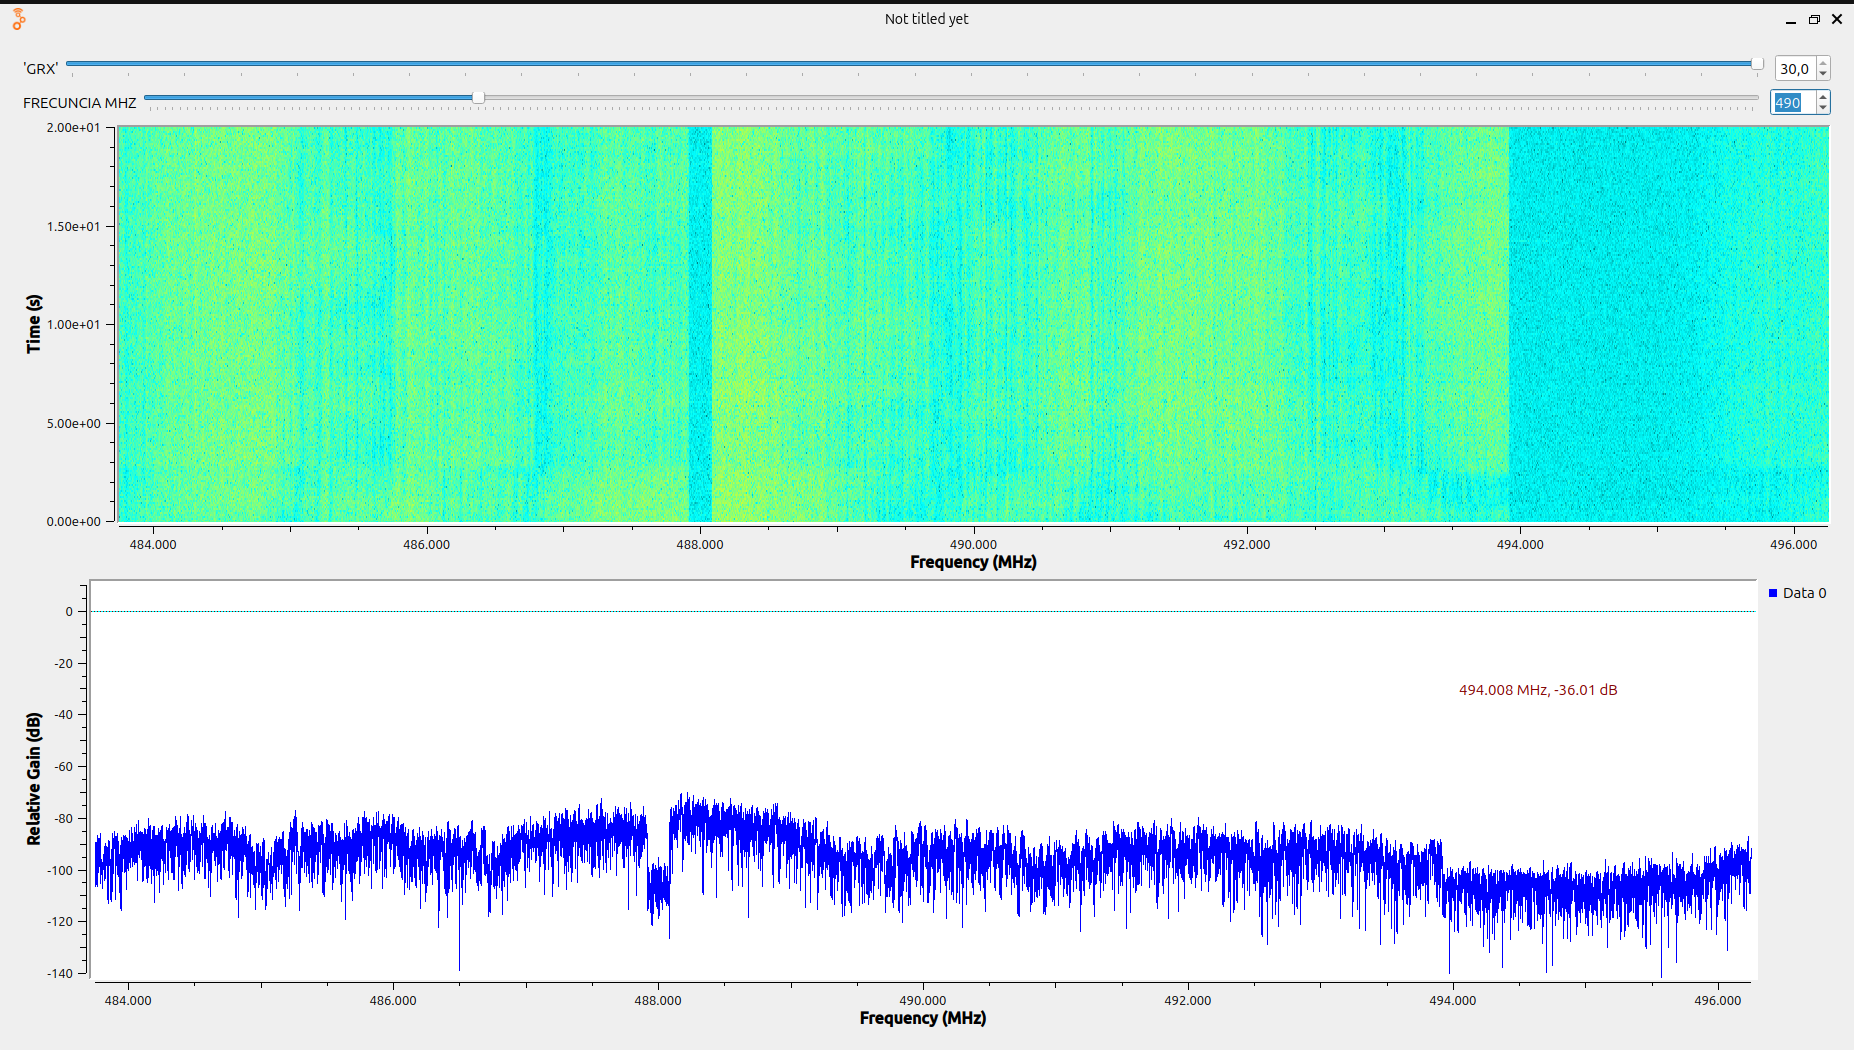 Not titled yet
'GRX'
30,0
FRECUNCIA MHZ
490
2.00e+01
1.50e+01
1.00e+01
5.00e+00
0.00e+00
Time (s)
484.000 486.000 488.000 490.000 492.000 494.000 496.000
Frequency (MHz)
Data 0
0
-20
-40
-60
-80
-100
-120
-140
Relative Gain (dB)
494.008 MHz, -36.01 dB
484.000 486.000 488.000 490.000 492.000 494.000 496.000
Frequency (MHz)